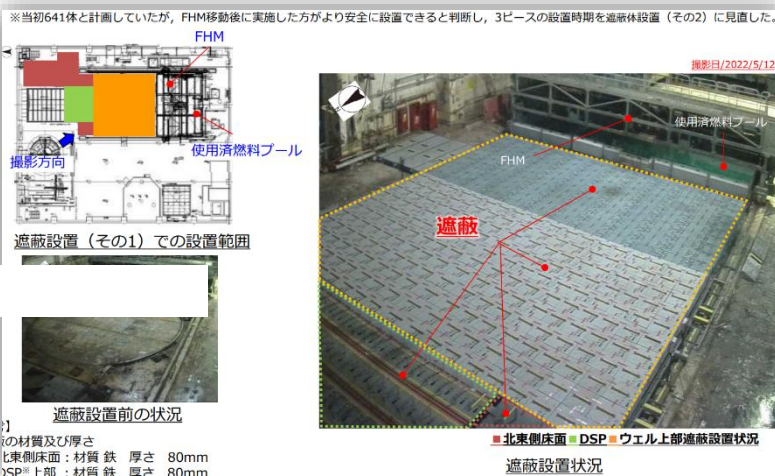 ※当初641体と計画していたが，FHM移動後に実施した方がより安全に設置できると判断し，3ピースの設置時期を遮蔽体設置（その2）に見直した。
FHM
撮影方向
使用済燃料プール
遮蔽設置（その1）での設置範囲
撮影日/2022/5/12
使用済燃料プール
FHM
遮蔽
遮蔽設置前の状況
】
の材質及び厚さ
北東側床面：材質 鉄 厚さ 80mm
DSP※上部 ：材質 鉄 厚さ 80mm
■北東側床面■DSP■ウェル上部遮蔽設置状況
遮蔽設置状況